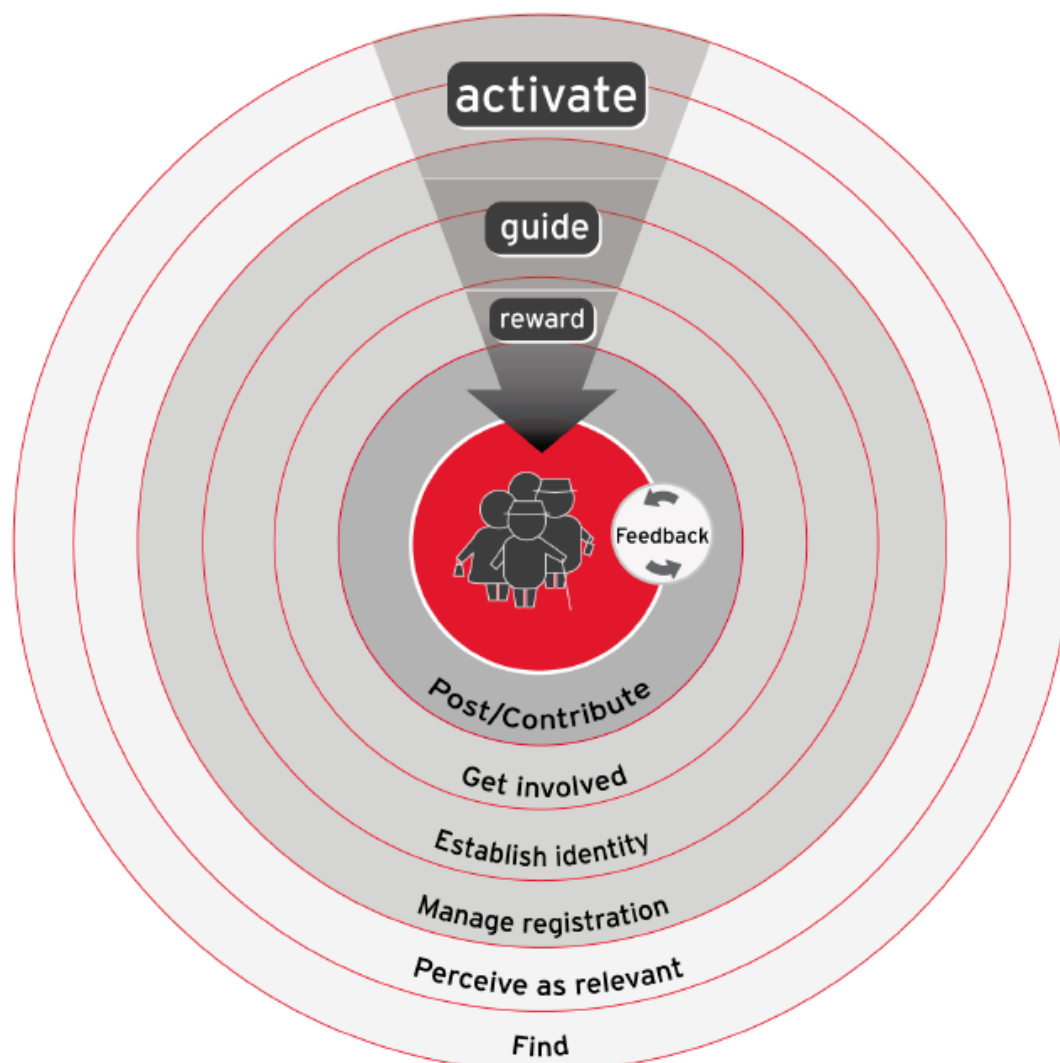 activate
guide
reward
Feedback
Post/Contribute
Get involved
Establish identity
Manage registration
Perceive as relevant
Find